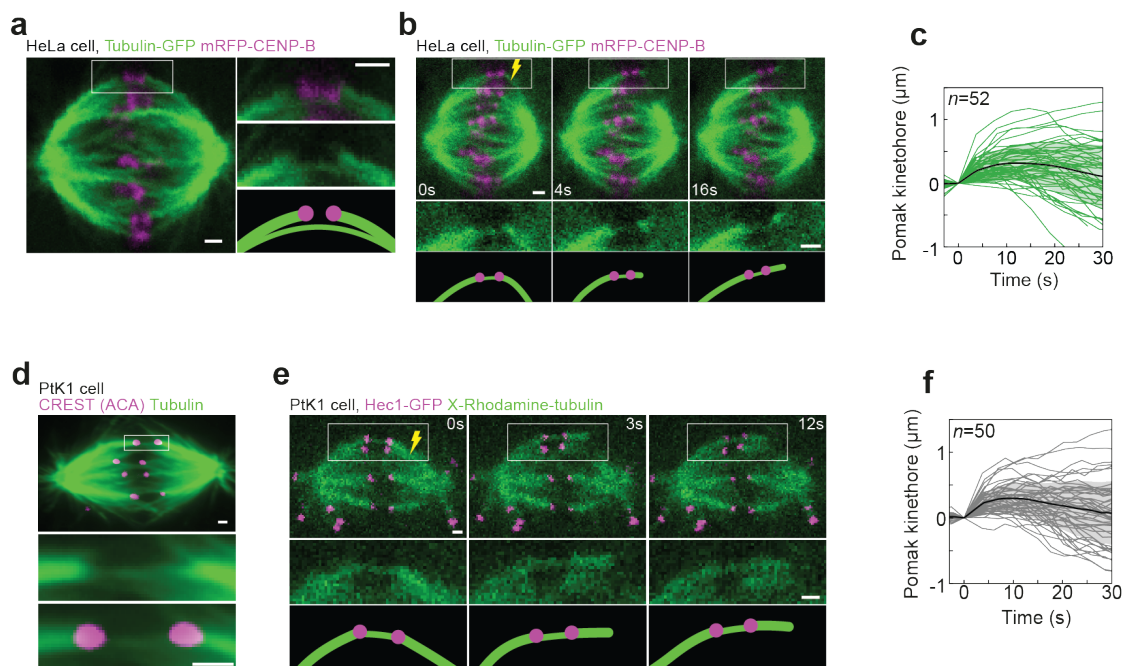 a
HeLa cell, Tubulin-GFP mRFP-CENP-B
b
HeLa cell, Tubulin-GFP mRFP-CENP-B
0s
4s
16s
c
n=52
Pomak kinetohore (µm)
1
0
-1
0
10
20
30
Time (s)
d
PtK1 cell
CREST (ACA) Tubulin
e
PtK1 cell, Hec1-GFP X-Rhodamine-tubulin
0s
3s
12s
f
n=50
Pomak kinethore (µm)
1
0
-1
0
10
20
30
Time (s)